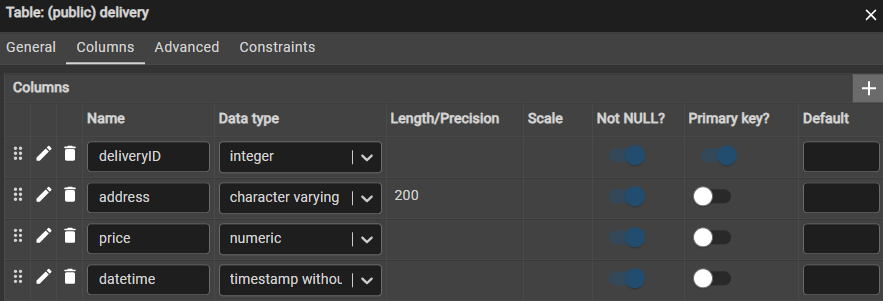 Table: (public) delivery
General Columns Advanced Constraints
Columns
Name Data type Length/Precision Scale Not NULL? Primary key? Default
deliveryID integer
address character varying 200
price numeric
datetime timestamp withou